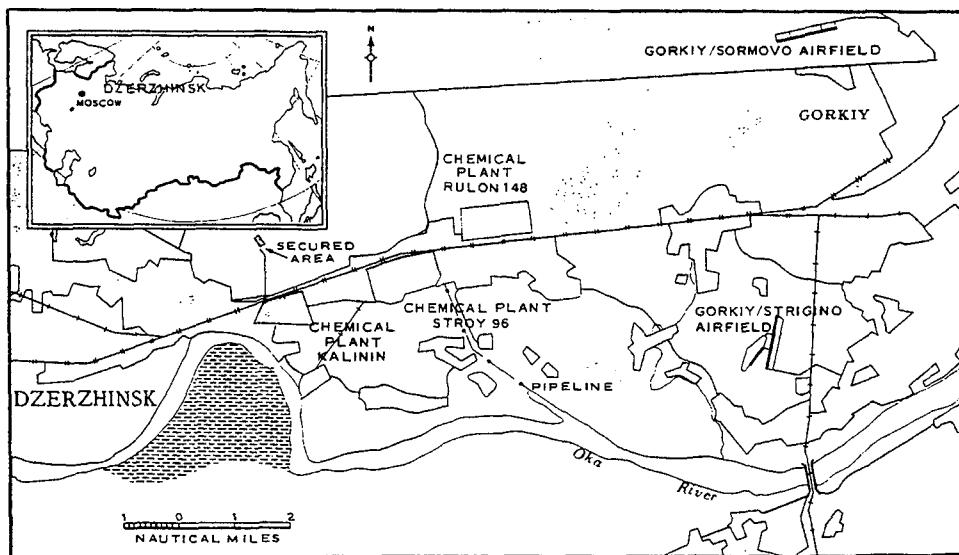 N
GORKIY/SORMOVO AIRFIELD
DZERZHINSK
MOSCOW
GORKIY
CHEMICAL
PLANT
RULON 148
SECURED
AREA
CHEMICAL PLANT
STROY 96
CHEMICAL
PLANT
KALININ
GORKIY/STRIGINO
AIRFIELD
PIPELINE
DZERZHINSK
Oka
River
1 0 1 2
NAUTICAL MILES